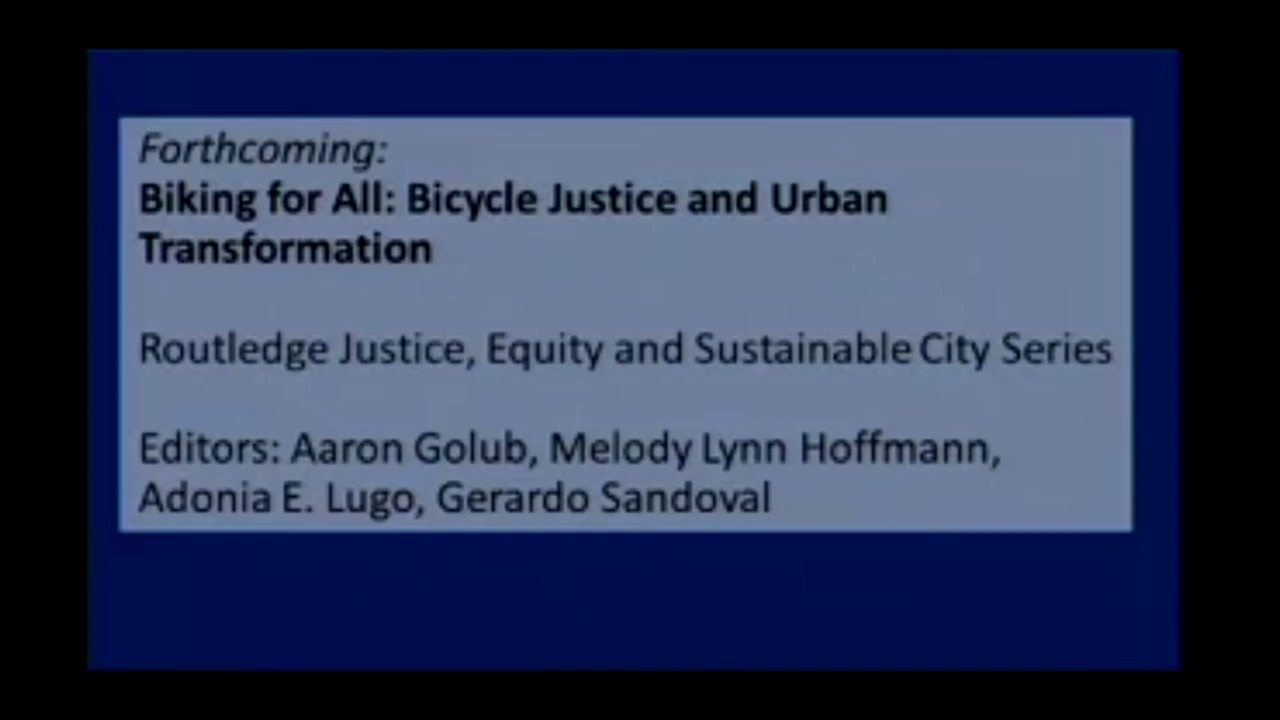 Forthcoming:
Biking for All: Bicycle Justice and Urban
Transformation
Routledge Justice, Equity and Sustainable City Series
Editors: Aaron Golub, Melody Lynn Hoffmann,
Adonia E. Lugo, Gerardo Sandoval